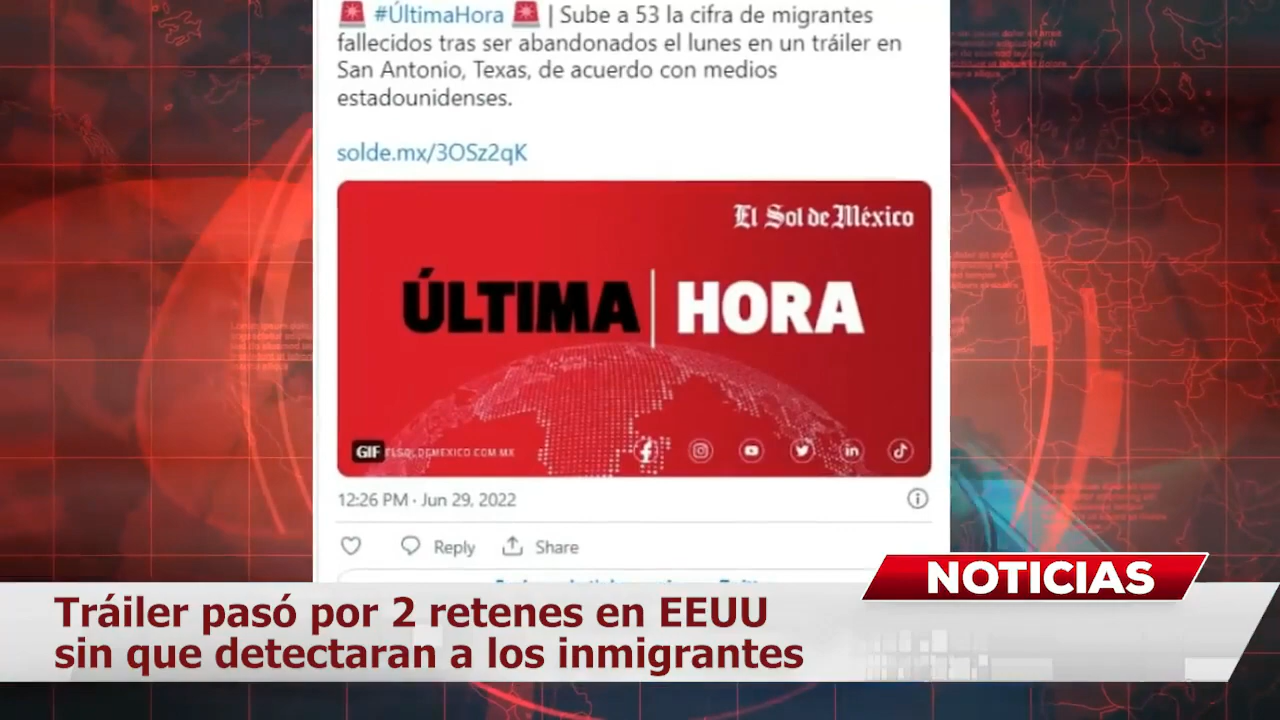 🚨 #ÚltimaHora 🚨 | Sube a 53 la cifra de migrantes
fallecidos tras ser abandonados el lunes en un tráiler en
San Antonio, Texas, de acuerdo con medios
estadounidenses.
solde.mx/3OSz2qK
El Sol de México
ÚLTIMA | HORA
GIF
ELSOLDEMEXICO.COM.MX
12:26 PM · Jun 29, 2022
Reply
Share
NOTICIAS
Tráiler pasó por 2 retenes en EEUU
sin que detectaran a los inmigrantes